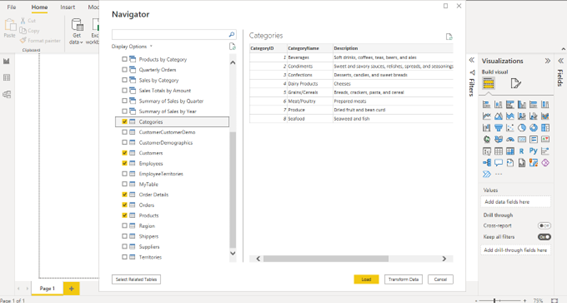 File
Home
Insert
Modeling
Navigator
Cut
Copy
Format painter
Paste
Get
data
Clipboard
Display Options
Products by Category
Quarterly Orders
Sales by Category
Sales Totals by Amount
Summary of Sales by Quarter
Summary of Sales by Year
Categories
CustomerCustomerDemo
CustomerDemographics
Customers
Employees
EmployeeTerritories
MyTable
Order Details
Orders
Products
Region
Shippers
Suppliers
Territories
Select Related Tables
Categories
CategoryID CategoryName Description
1 Beverages Soft drinks, coffees, teas, beers, and ales
2 Condiments Sweet and savory sauces, relishes, spreads, and seasonings
3 Confections Desserts, candies, and sweet breads
4 Dairy Products Cheeses
5 Grains/Cereals Breads, crackers, pasta, and cereal
6 Meat/Poultry Prepared meats
7 Produce Dried fruit and bean curd
8 Seafood Seaweed and fish
Load
Transform Data
Cancel
Filters
Visualizations
Build visual
Values
Add data fields here
Drill through
Cross-report
Keep all filters
Add drill-through fields here
Fields
Page 1
Page 1 of 1
75%